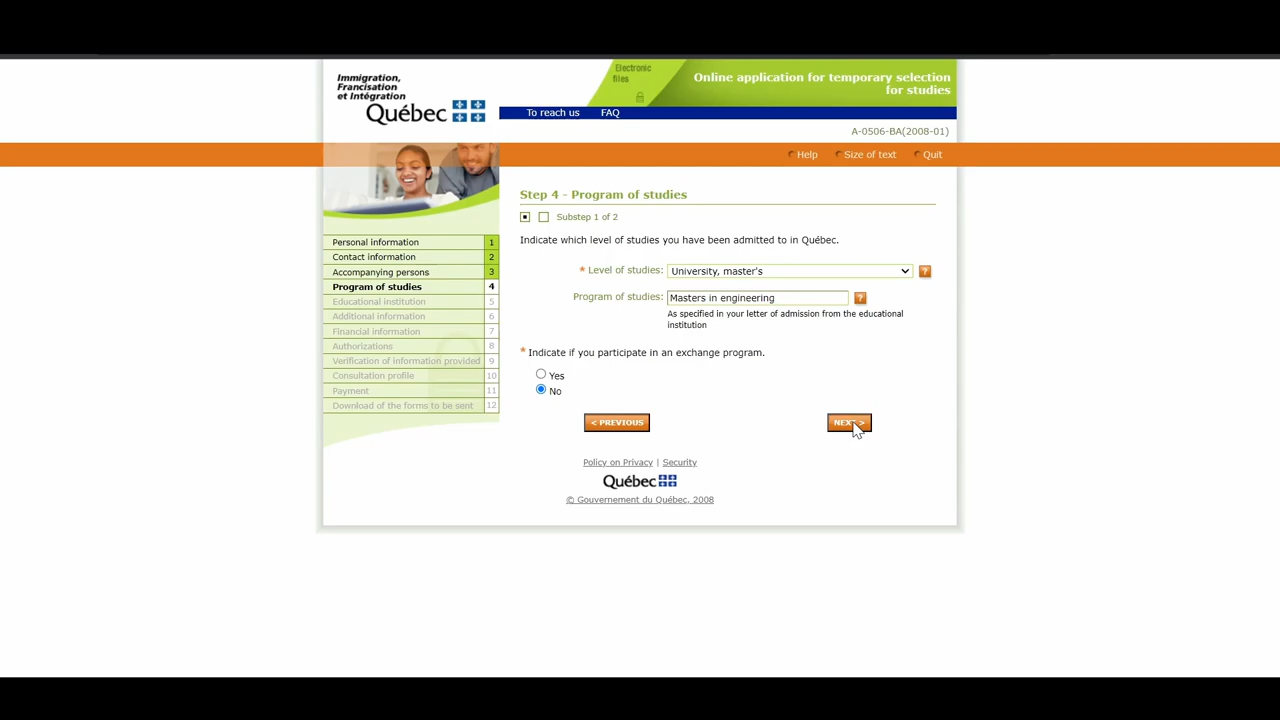 Immigration,
Francisation
et Intégration
Québec
Electronic
files
Online application for temporary selection
for studies
To reach us FAQ
A-0506-BA(2008-01)
Help Size of text Quit
Step 4 - Program of studies
Substep 1 of 2
Indicate which level of studies you have been admitted to in Québec.
* Level of studies: University, master's ?
Program of studies: Masters in engineering ?
As specified in your letter of admission from the educational
institution
* Indicate if you participate in an exchange program.
Yes
No
< PREVIOUS NEXT >
Personal information 1
Contact information 2
Accompanying persons 3
Program of studies 4
Educational institution 5
Additional information 6
Financial information 7
Authorizations 8
Verification of information provided 9
Consultation profile 10
Payment 11
Download of the forms to be sent 12
Policy on Privacy | Security
Québec
© Gouvernement du Québec, 2008